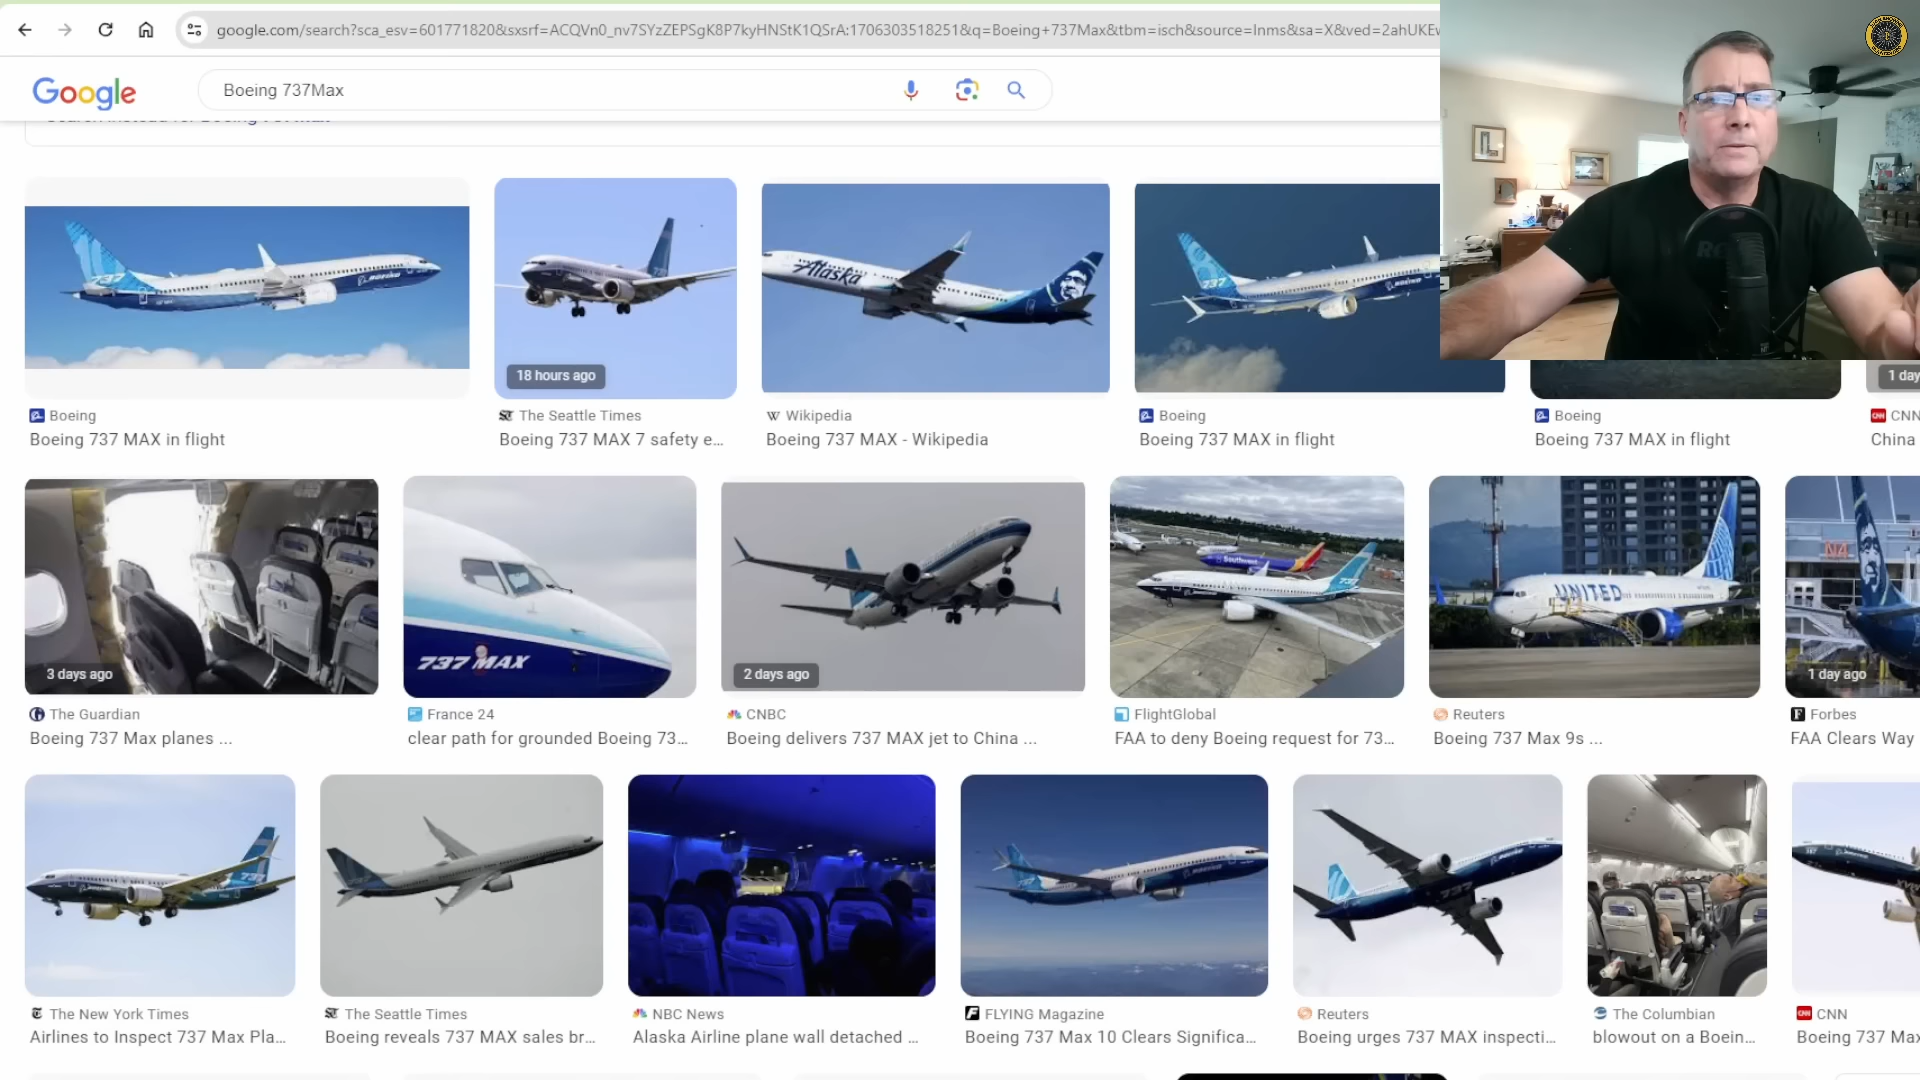 google.com/search?sca_esv=601771820&sxsrf=ACQVn0_nv7SYzZEPSgK8P7kyHNStK1QSrA:1706303518251&q=Boeing+737Max&tbm=isch&source=lnms&sa=X&ved=2ahUKEw
Google
Boeing 737Max
18 hours ago
Boeing
Boeing 737 MAX in flight
The Seattle Times
Boeing 737 MAX 7 safety e...
Alaska
W Wikipedia
Boeing 737 MAX - Wikipedia
Boeing
Boeing 737 MAX in flight
Boeing
Boeing 737 MAX in flight
1 day
CNN
China
3 days ago
The Guardian
Boeing 737 Max planes ...
737 MAX
France 24
clear path for grounded Boeing 73...
2 days ago
CNBC
Boeing delivers 737 MAX jet to China ...
Southwest
FlightGlobal
FAA to deny Boeing request for 73...
UNITED
Reuters
Boeing 737 Max 9s ...
N4
1 day ago
Forbes
FAA Clears Way
The New York Times
Airlines to Inspect 737 Max Pla...
The Seattle Times
Boeing reveals 737 MAX sales br...
NBC News
Alaska Airline plane wall detached ...
FLYING Magazine
Boeing 737 Max 10 Clears Significa...
Reuters
Boeing urges 737 MAX inspecti...
The Columbian
blowout on a Boein...
CNN
Boeing 737 Max